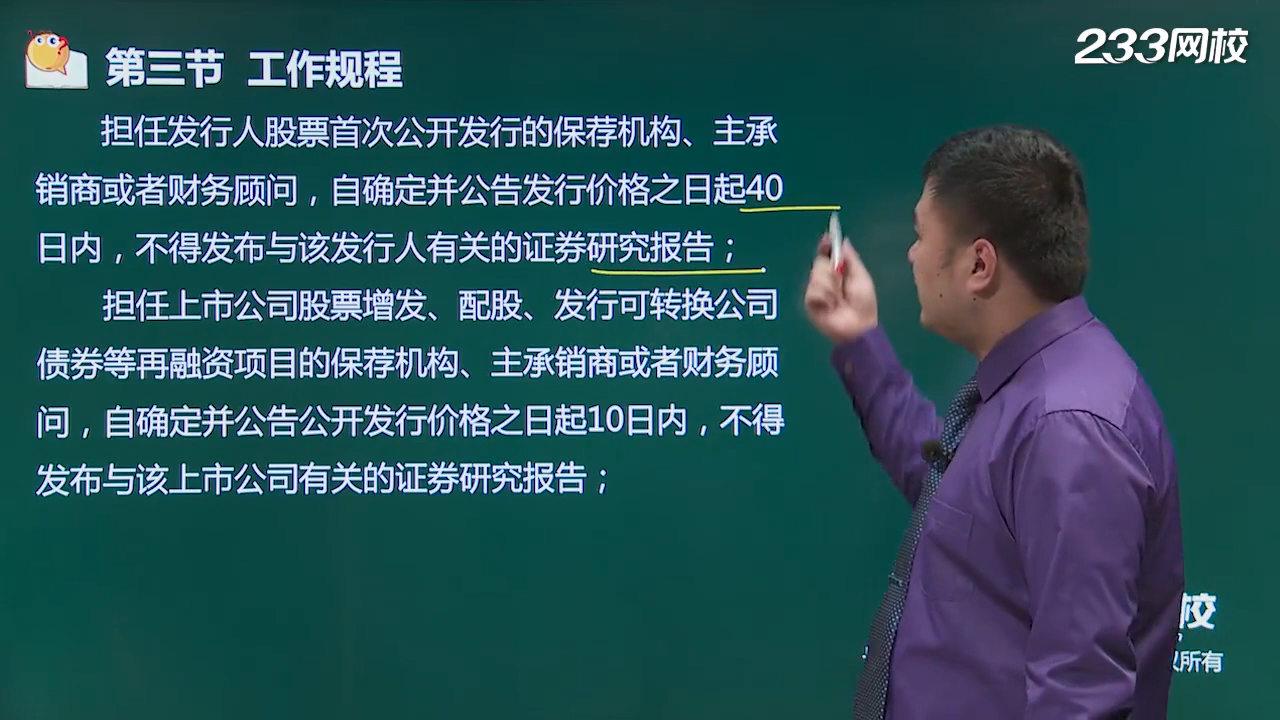 233网校
第三节 工作规程
担任发行人股票首次公开发行的保荐机构、主承
销商或者财务顾问，自确定并公告发行价格之日起40
日内，不得发布与该发行人有关的证券研究报告；
担任上市公司股票增发、配股、发行可转换公司
债券等再融资项目的保荐机构、主承销商或者财务顾
问，自确定并公告公开发行价格之日起10日内，不得
发布与该上市公司有关的证券研究报告；
校
所有